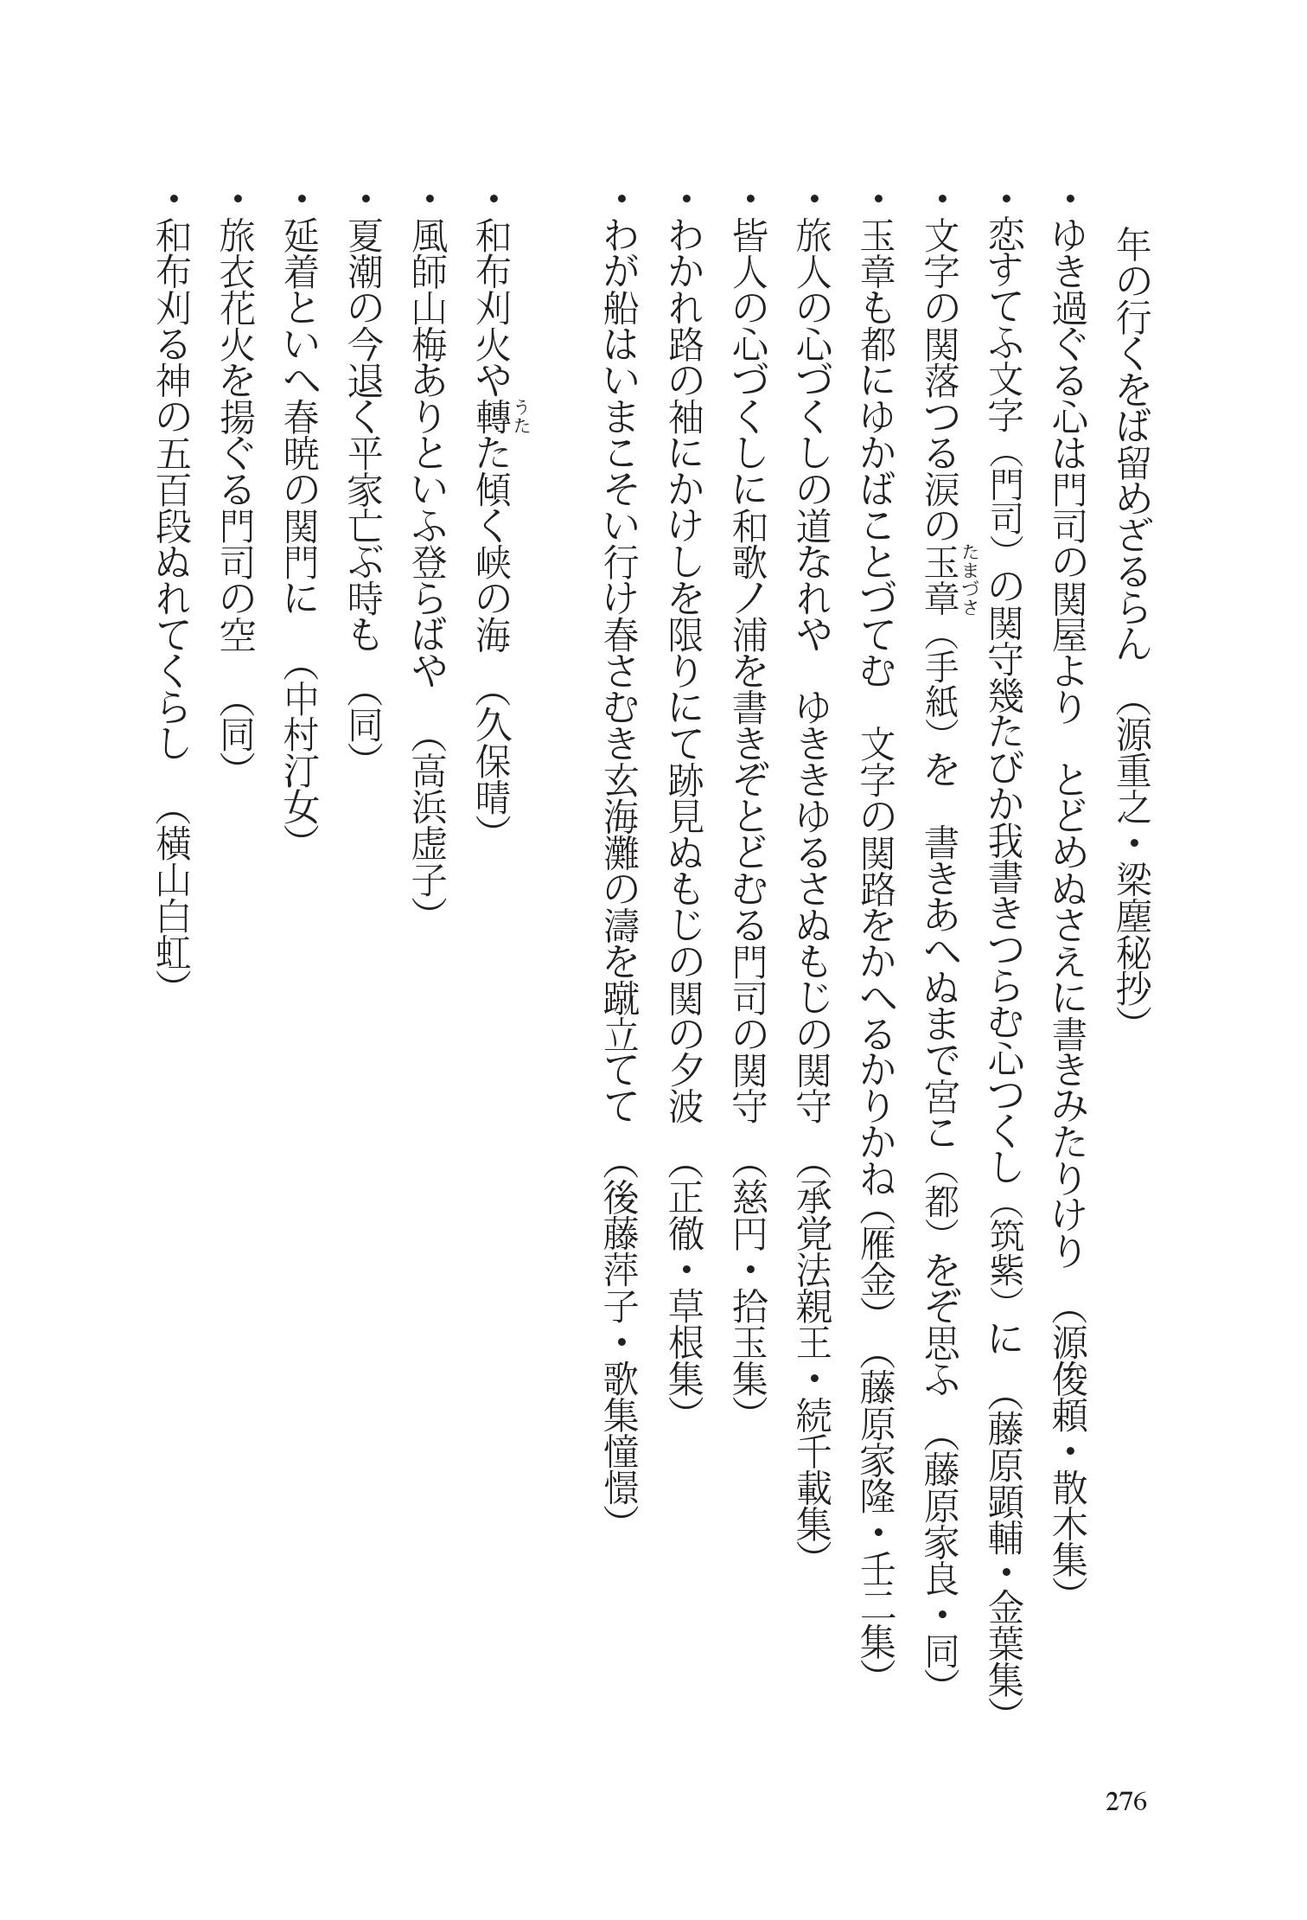 年の行くをば留めざるらん　(源重之・梁塵秘抄)
・ゆき過ぐる心は門司の関屋より　とどめぬさえに書きみたりけり　(源俊頼・散木集)
・恋すてふ文字（門司）の関守幾たびか我書きつらむ心つくし（筑紫）に　(藤原顕輔・金葉集)
・文字の関落つる涙の玉章（手紙）を　書きあへぬまで宮こ（都）をぞ思ふ　(藤原家良・同)
たまづさ
・玉章も都にゆかばことづてむ　文字の関路をかへるかりかね(雁金)　(藤原家隆・壬二集)
・旅人の心づくしの道なれや　ゆききゆるさぬもじの関守　(承覚法親王・続千載集)
・皆人の心づくしに和歌ノ浦を書きぞとどむる門司の関守　(慈円・拾玉集)
・わかれ路の袖にかけしを限りにて跡見ぬもじの関の夕波　(正徹・草根集)
・わが船はいまこそい行け春さむき玄海灘の濤を蹴立てて　(後藤萍子・歌集憧憬)
・和布刈火や轉た傾く峡の海　(久保晴)
うた
・風師山梅ありといふ登らばや　(高浜虚子)
・夏潮の今退く平家亡ぶ時も　(同)
・延着といへ春暁の関門に　(中村汀女)
・旅衣花火を揚ぐる門司の空　(同)
・和布刈る神の五百段ぬれてくらし　(横山白虹)
276